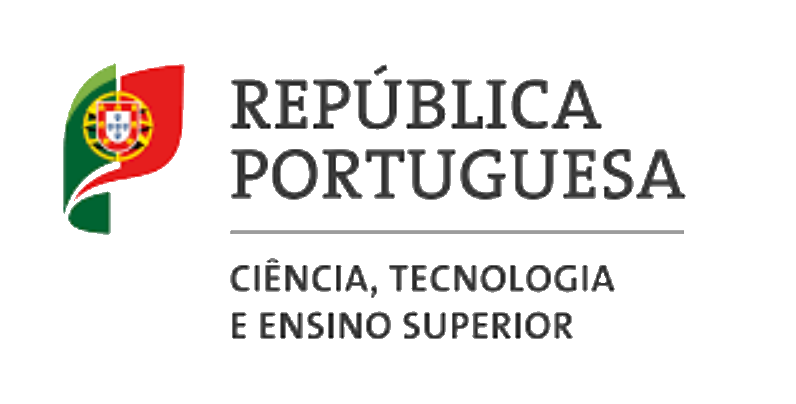 REPÚBLICA
PORTUGUESA
CIÊNCIA, TECNOLOGIA
E ENSINO SUPERIOR